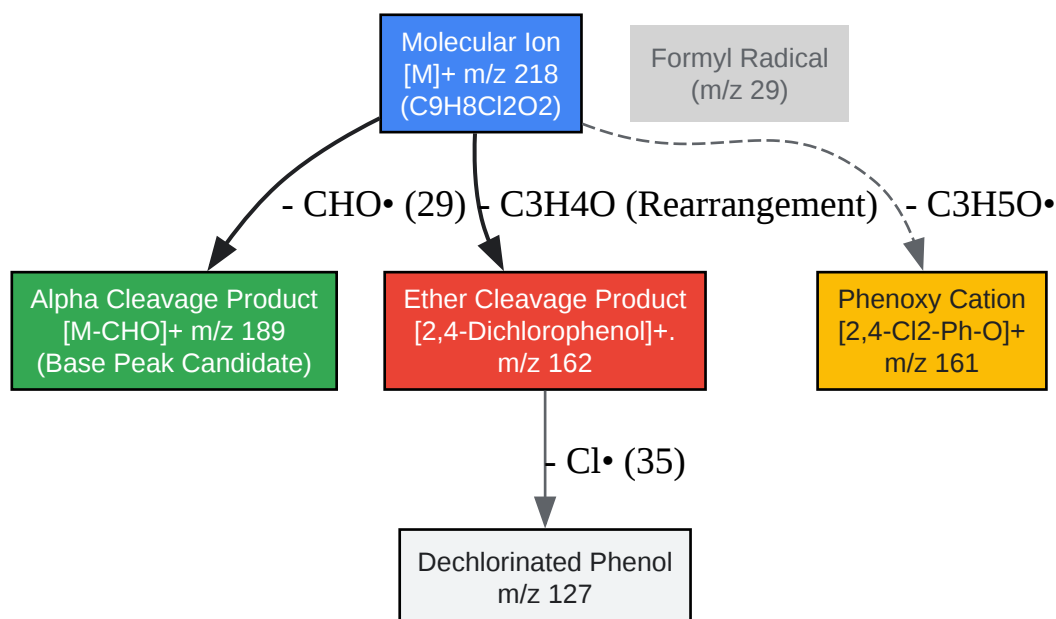 Molecular Ion
[M]+ m/z 218
(C9H8Cl2O2)
Formyl Radical
(m/z 29)
- CHO• (29)
- C3H4O (Rearrangement)
- C3H5O•
Alpha Cleavage Product
[M-CHO]+ m/z 189
(Base Peak Candidate)
Ether Cleavage Product
[2,4-Dichlorophenol]+.
m/z 162
Phenoxy Cation
[2,4-Cl2-Ph-O]+
m/z 161
- Cl• (35)
Dechlorinated Phenol
m/z 127